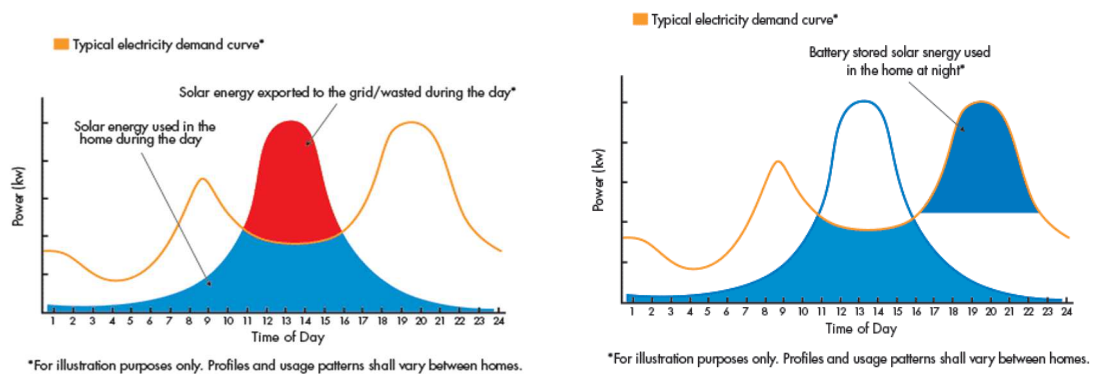 Typical electricity demand curve*
Solar energy exported to the grid/wasted during the day*
Solar energy used in the
home during the day
Power (kw)
1 2 3 4 5 6 7 8 9 10 11 12 13 14 15 16 17 18 19 20 21 22 23 24
Time of Day
*For illustration purposes only. Profiles and usage patterns shall vary between homes.
Typical electricity demand curve*
Battery stored solar snergy used
in the home at night*
Power (kw)
1 2 3 4 5 6 7 8 9 10 11 12 13 14 15 16 17 18 19 20 21 22 23 24
Time of Day
*For illustration purposes only. Profiles and usage patterns shall vary between homes.